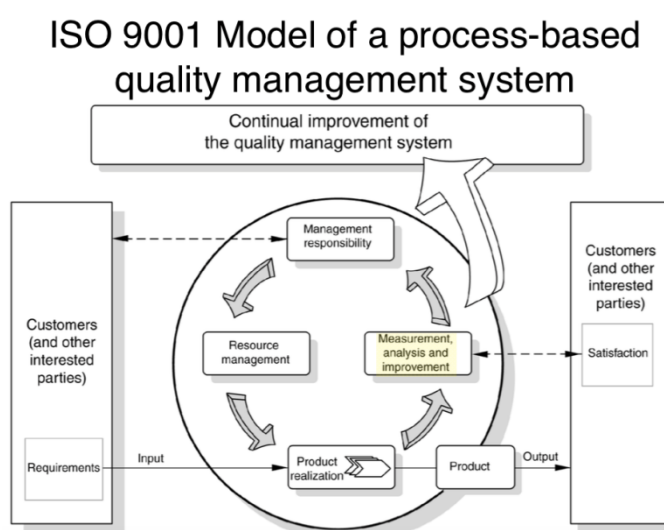 ISO 9001 Model of a process-based
quality management system
Continual improvement of
the quality management system
Management
responsibility
Customers
(and other
interested
parties)
Customers
(and other
interested
parties)
Resource
management
Measurement,
analysis and
improvement
Satisfaction
Requirements
Input
Product
realization
Product
Output